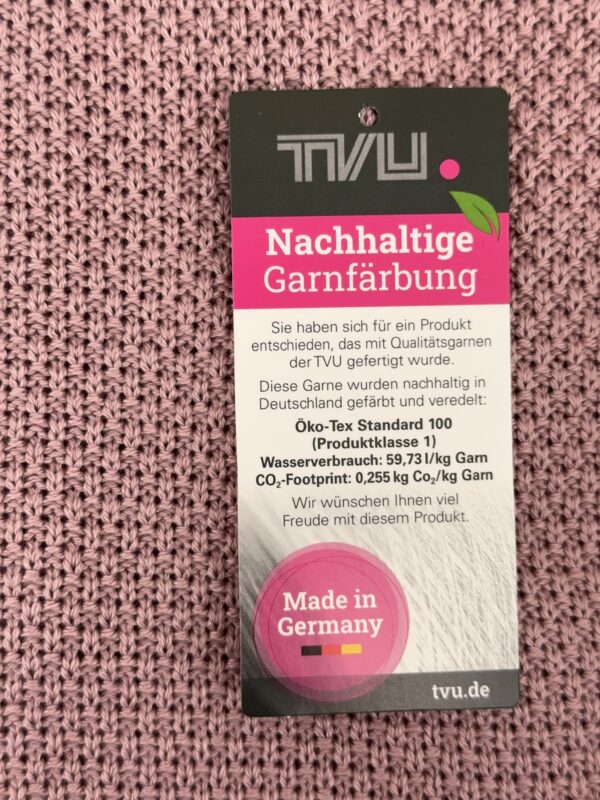 TVU
Nachhaltige
Garnfärbung
Sie haben sich für ein Produkt
entschieden, das mit Qualitätsgarnen
der TVU gefertigt wurde.
Diese Garne wurden nachhaltig in
Deutschland gefärbt und veredelt:
Öko-Tex Standard 100
(Produktklasse 1)
Wasserverbrauch: 59,73 l/kg Garn
CO₂-Footprint: 0,255 kg Co₂/kg Garn
Wir wünschen Ihnen viel
Freude mit diesem Produkt.
Made in
Germany
tvu.de